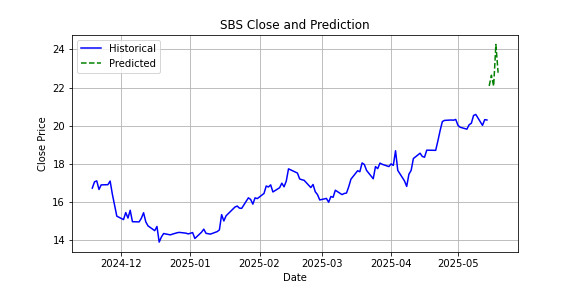 SBS Close and Prediction
Historical
Predicted
Close Price
24
22
20
18
16
14
2024-12 2025-01 2025-02 2025-03 2025-04 2025-05
Date